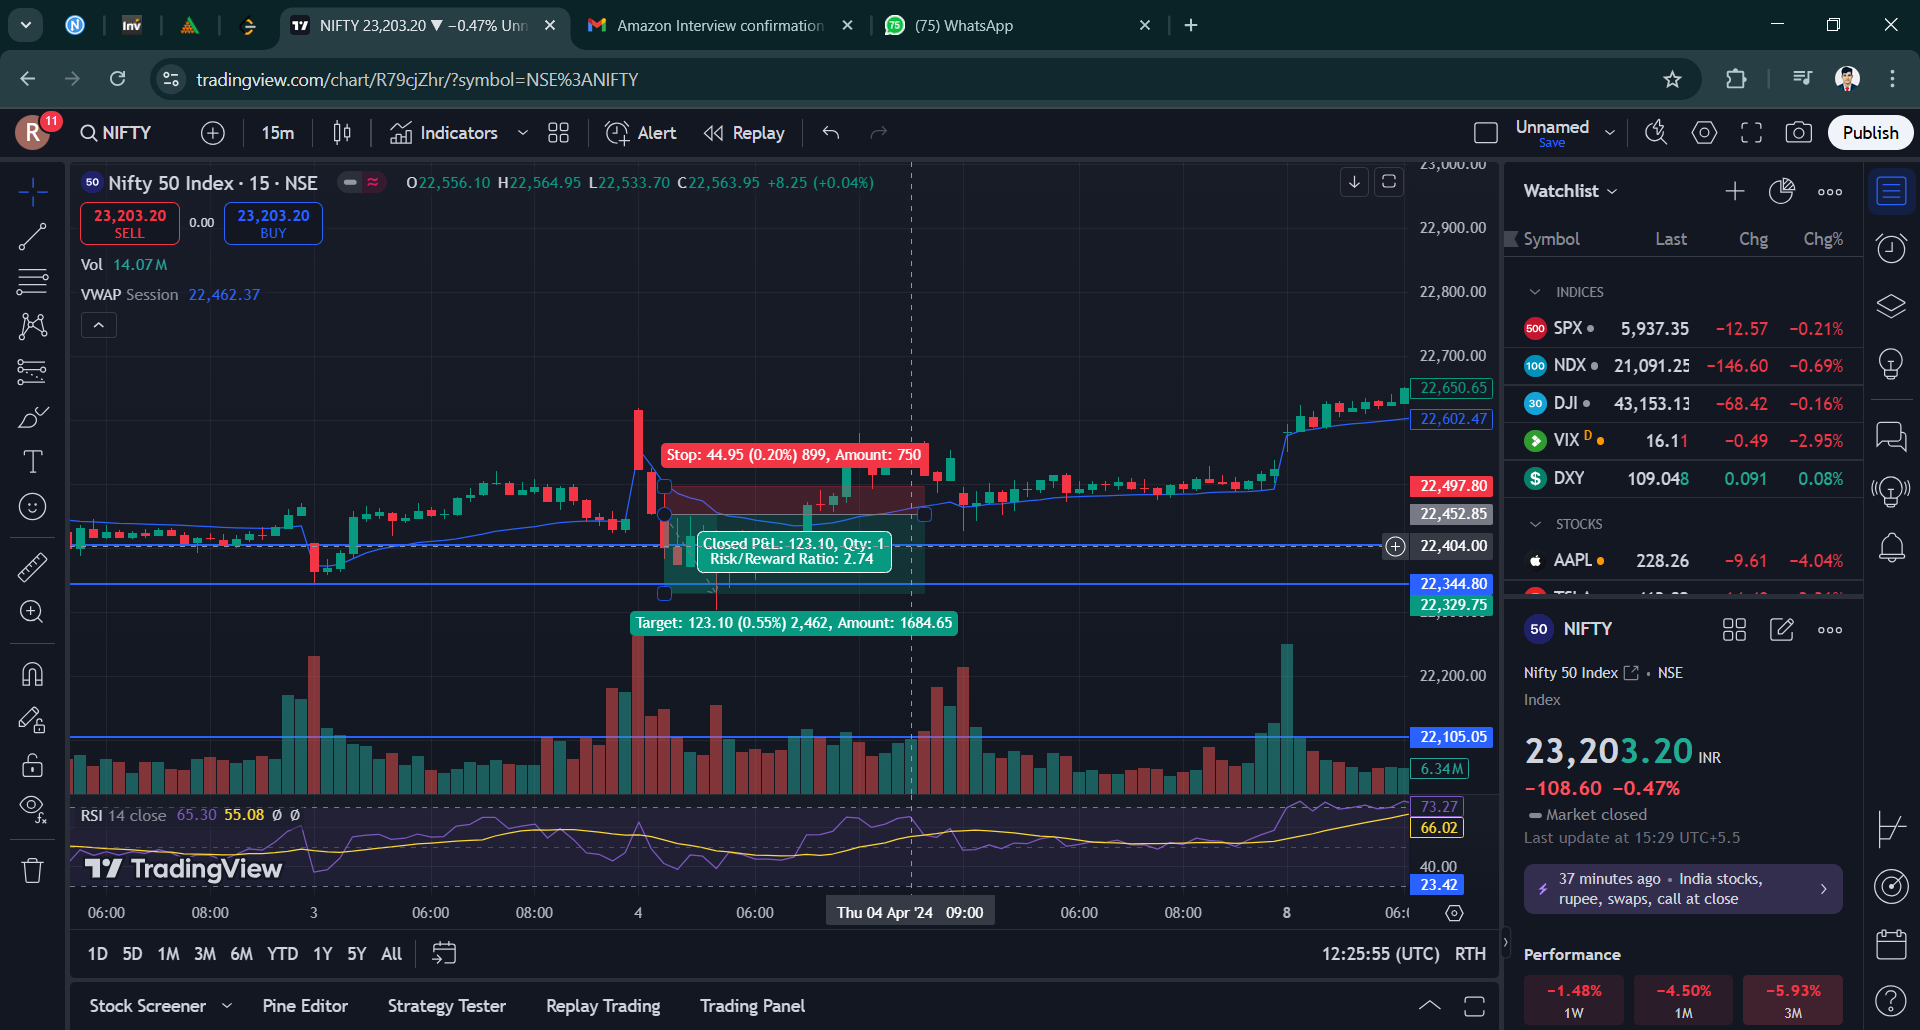 NIFTY 23,203.20 ▼ −0.47% Unn
Amazon Interview confirmation
(75) WhatsApp
tradingview.com/chart/R79cjZhr/?symbol=NSE%3ANIFTY
R
11
NIFTY
15m
Indicators
Alert
Replay
Unnamed
Save
Publish
50 Nifty 50 Index · 15 · NSE
O22,556.10 H22,564.95 L22,533.70 C22,563.95 +8.25 (+0.04%)
23,203.20
SELL
0.00
23,203.20
BUY
Vol 14.07 M
VWAP Session 22,462.37
Stop: 44.95 (0.20%) 899, Amount: 750
Closed P&L: 123.10, Qty: 1
Risk/Reward Ratio: 2.74
Target: 123.10 (0.55%) 2,462, Amount: 1684.65
23,000.00
22,900.00
22,800.00
22,700.00
22,650.65
22,602.47
22,497.80
22,452.85
22,404.00
22,344.80
22,329.75
22,200.00
22,105.05
6.34 M
RSI 14 close 65.30 55.08 Ø Ø
73.27
66.02
40.00
23.42
TradingView
06:00
08:00
3
06:00
08:00
4
06:00
Thu 04 Apr '24 09:00
06:00
08:00
8
06:0
1D 5D 1M 3M 6M YTD 1Y 5Y All
12:25:55 (UTC) RTH
Stock Screener
Pine Editor
Strategy Tester
Replay Trading
Trading Panel
Watchlist
Symbol Last Chg Chg%
INDICES
500 SPX 5,937.35 −12.57 −0.21%
100 NDX 21,091.25 −146.60 −0.69%
30 DJI 43,153.13 −68.42 −0.16%
VIX D 16.11 −0.49 −2.95%
$ DXY 109.048 0.091 0.08%
STOCKS
AAPL 228.26 −9.61 −4.04%
50 NIFTY
Nifty 50 Index • NSE
Index
23,203.20 INR
−108.60 −0.47%
Market closed
Last update at 15:29 UTC+5.5
37 minutes ago • India stocks,
rupee, swaps, call at close
Performance
−1.48%
1W
−4.50%
1M
−5.93%
3M